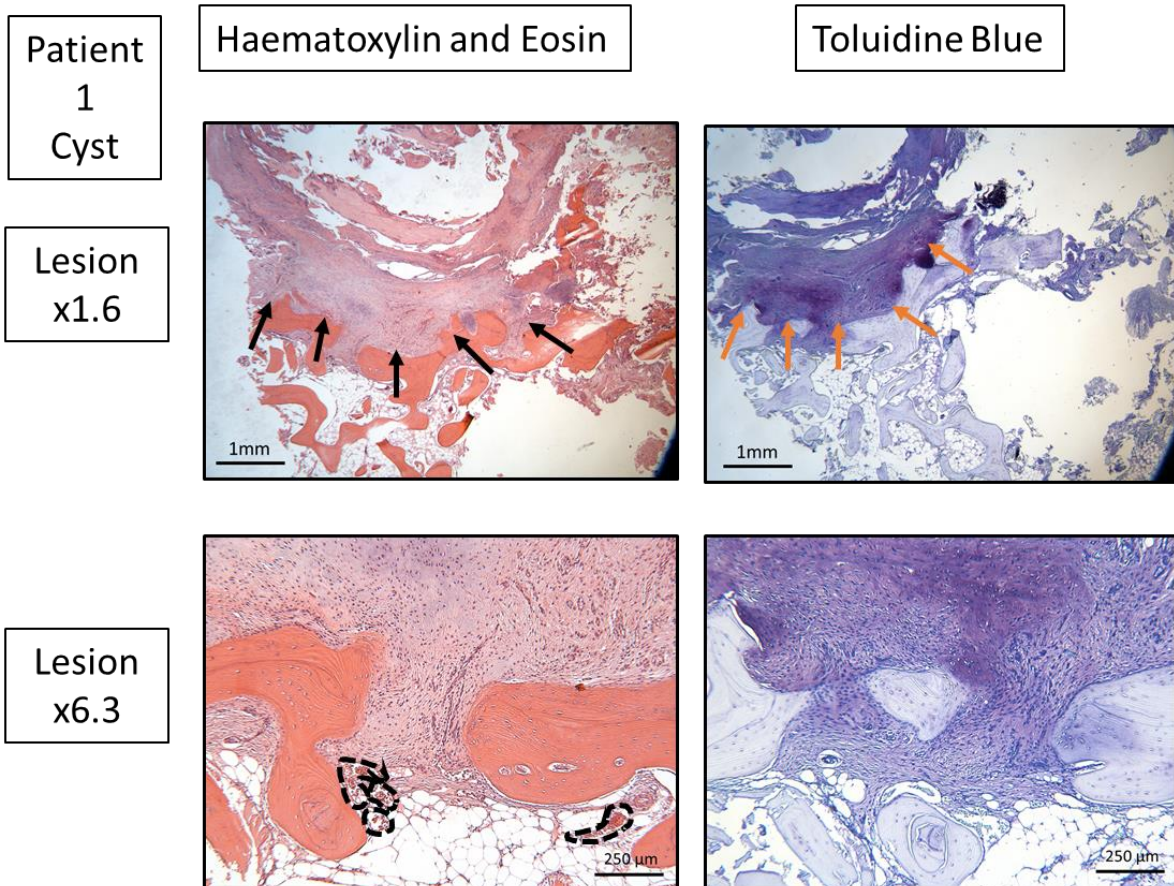 Patient
1
Cyst
Haematoxylin and Eosin
Toluidine Blue
Lesion
x1.6
1mm
1mm
Lesion
x6.3
250 µm
250 µm